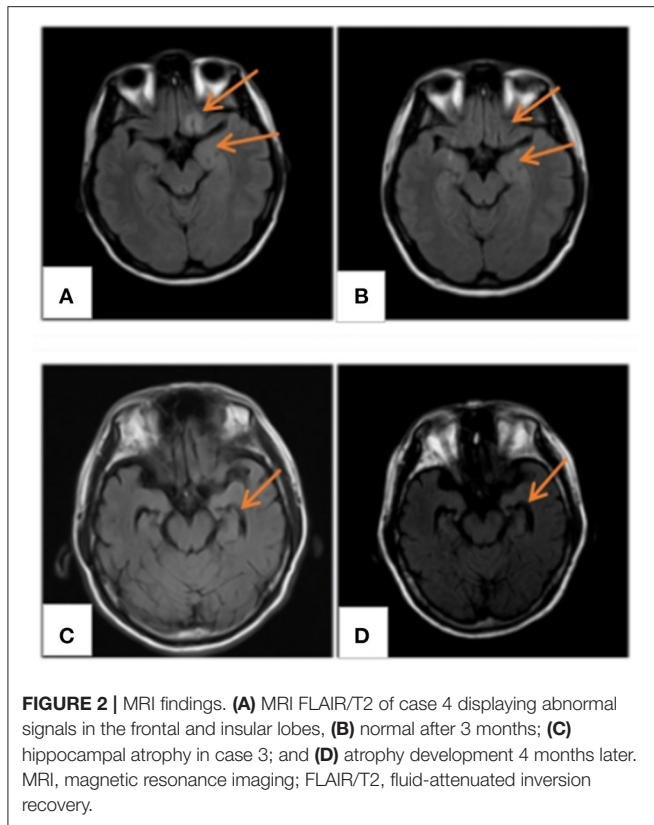 A
B
C
D
FIGURE 2 | MRI findings. (A) MRI FLAIR/T2 of case 4 displaying abnormal
signals in the frontal and insular lobes, (B) normal after 3 months; (C)
hippocampal atrophy in case 3; and (D) atrophy development 4 months later.
MRI, magnetic resonance imaging; FLAIR/T2, fluid-attenuated inversion
recovery.